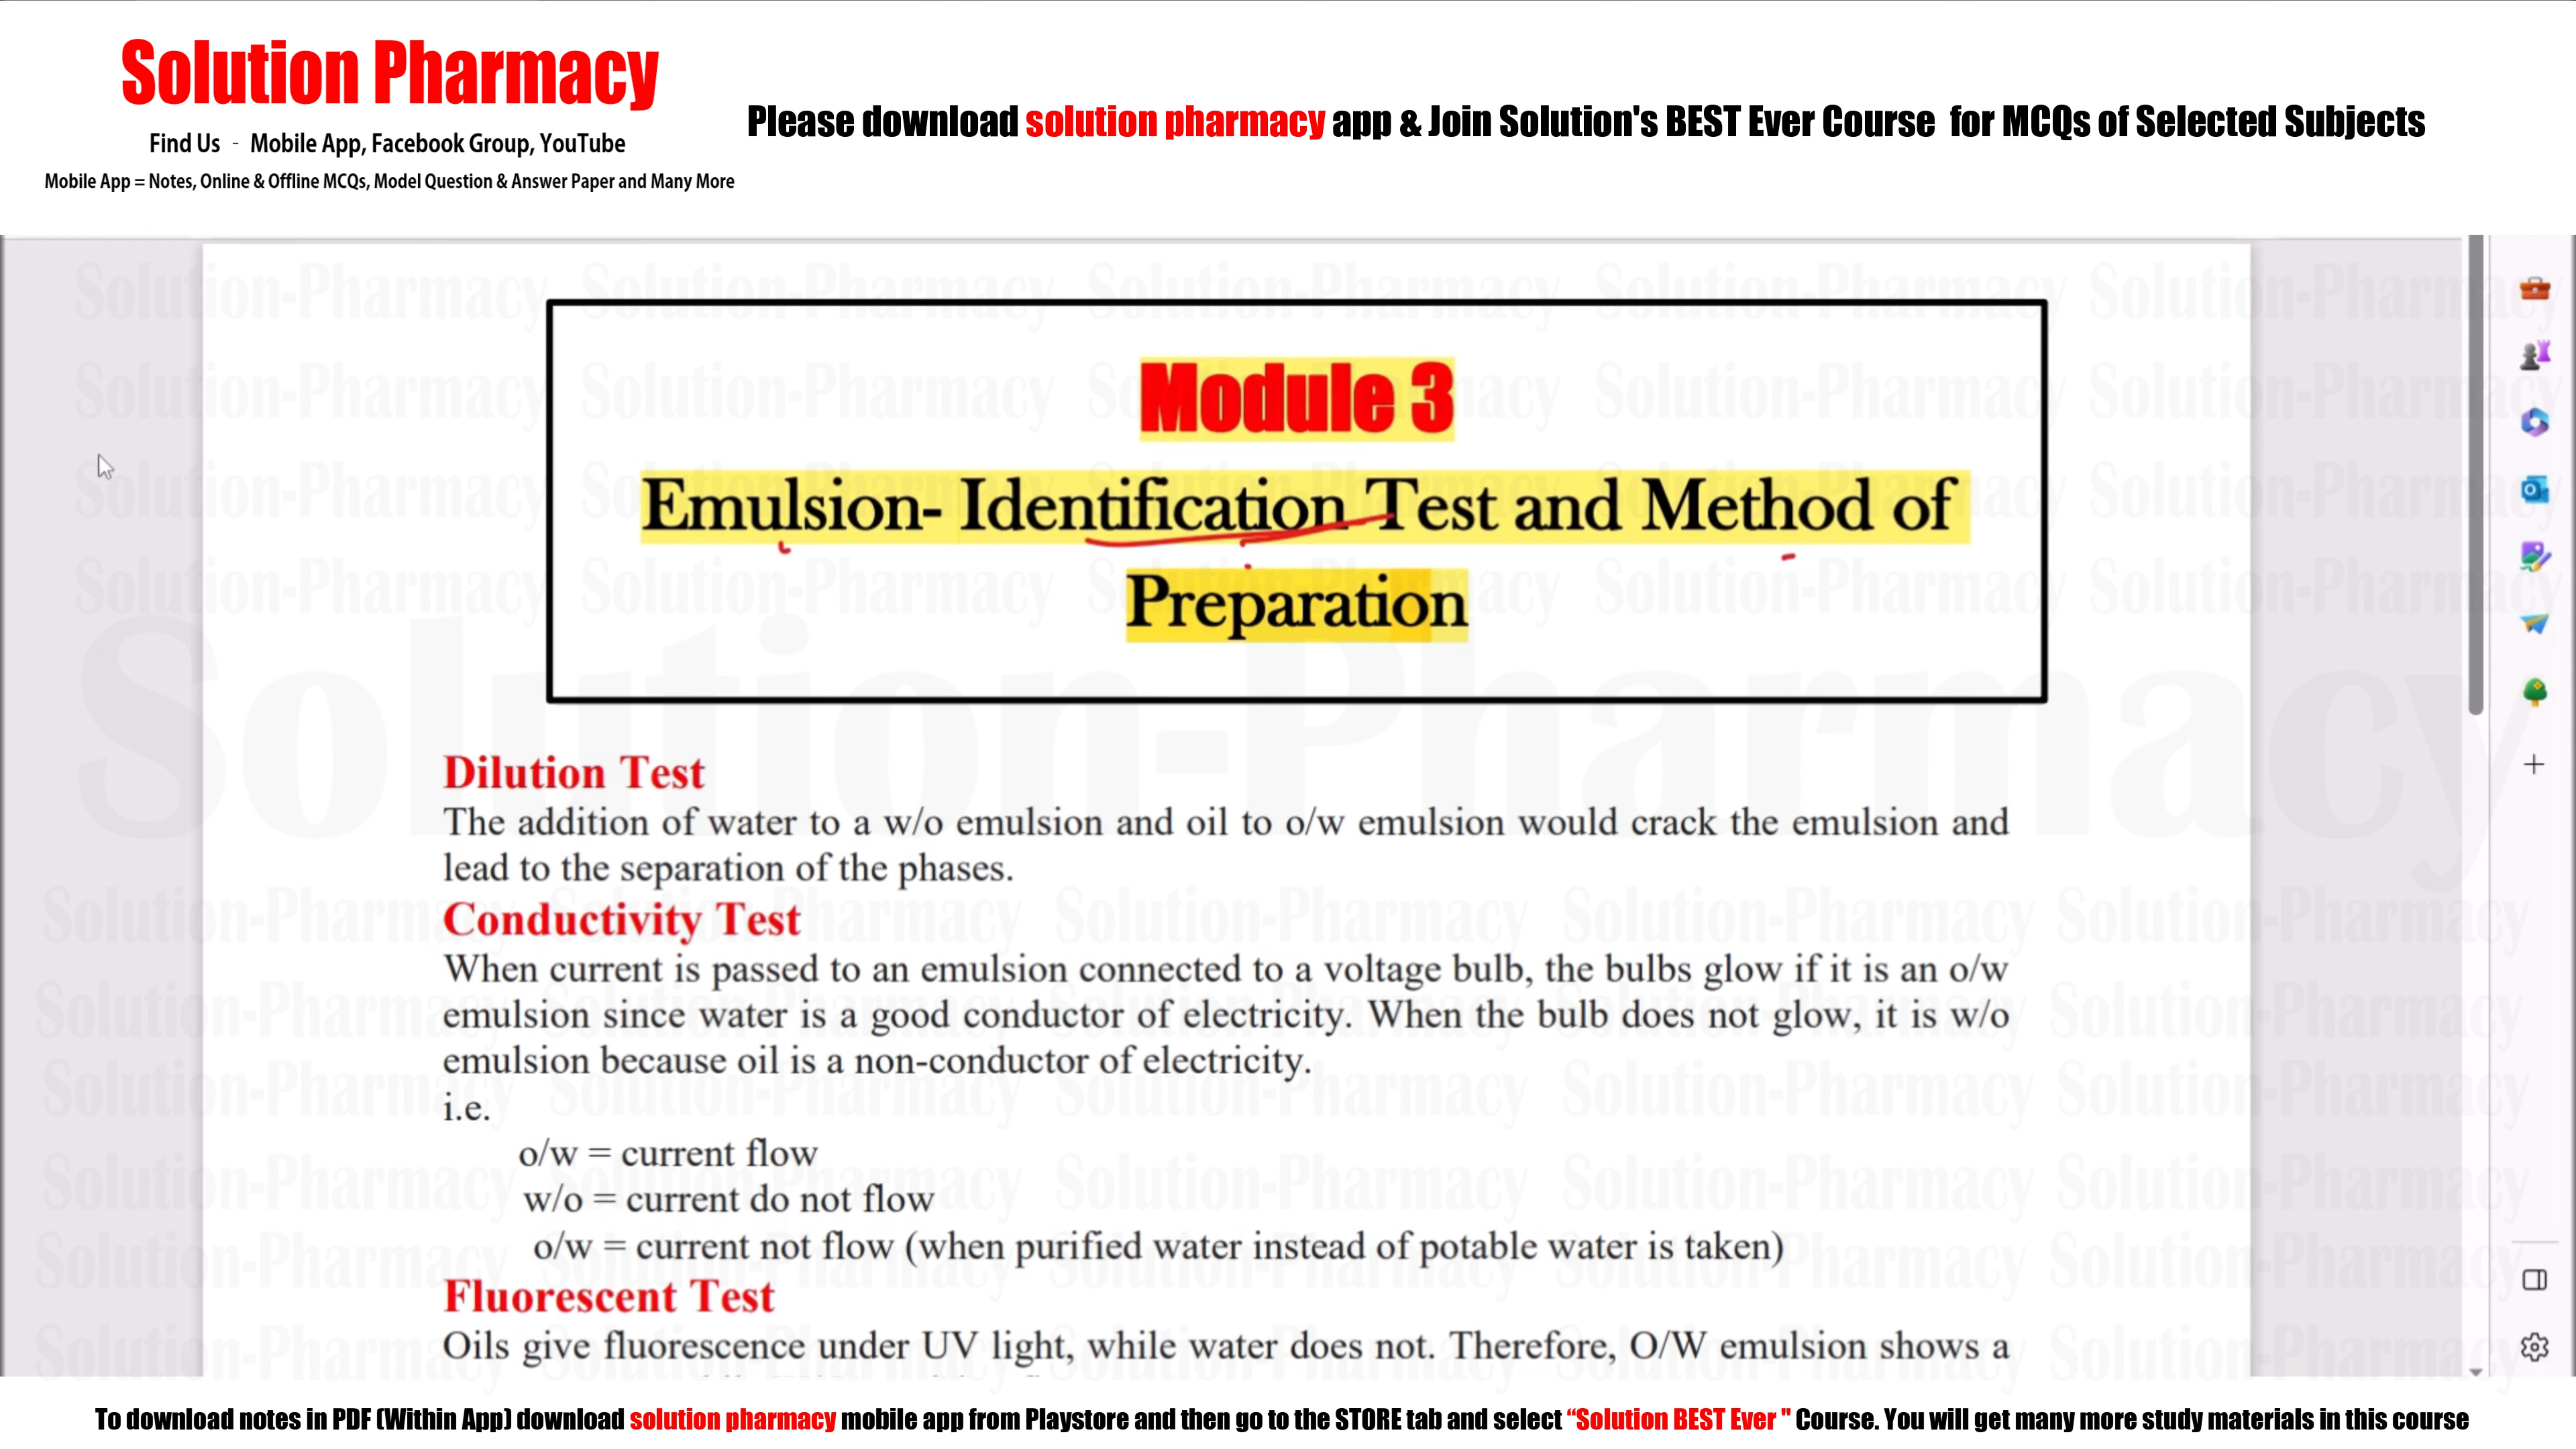 Solution Pharmacy
Find Us - Mobile App, Facebook Group, YouTube
Mobile App = Notes, Online & Offline MCQs, Model Question & Answer Paper and Many More
Please download solution pharmacy app & Join Solution's BEST Ever Course for MCQs of Selected Subjects
Module 3
Emulsion- Identification Test and Method of
Preparation
Dilution Test
The addition of water to a w/o emulsion and oil to o/w emulsion would crack the emulsion and
lead to the separation of the phases.
Conductivity Test
When current is passed to an emulsion connected to a voltage bulb, the bulbs glow if it is an o/w
emulsion since water is a good conductor of electricity. When the bulb does not glow, it is w/o
emulsion because oil is a non-conductor of electricity.
i.e.
o/w = current flow
w/o = current do not flow
o/w = current not flow (when purified water instead of potable water is taken)
Fluorescent Test
Oils give fluorescence under UV light, while water does not. Therefore, O/W emulsion shows a
To download notes in PDF (Within App) download solution pharmacy mobile app from Playstore and then go to the STORE tab and select “Solution BEST Ever " Course. You will get many more study materials in this course